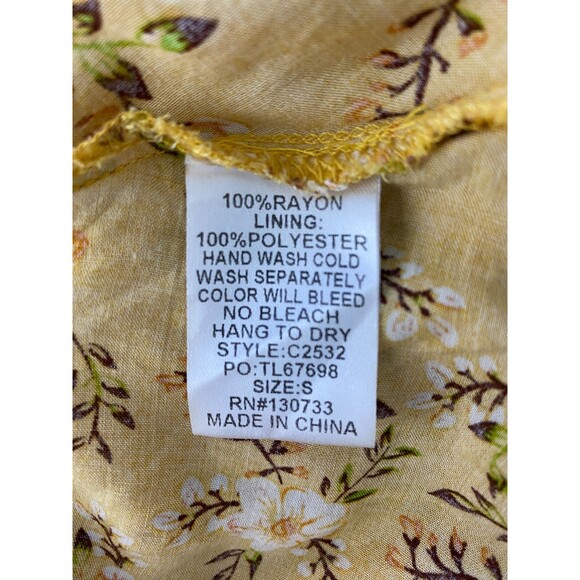 100%RAYON
LINING:
100%POLYESTER
HAND WASH COLD
WASH SEPARATELY
COLOR WILL BLEED
NO BLEACH
HANG TO DRY
STYLE:C2532
PO:TL67698
SIZE:S
RN#130733
MADE IN CHINA